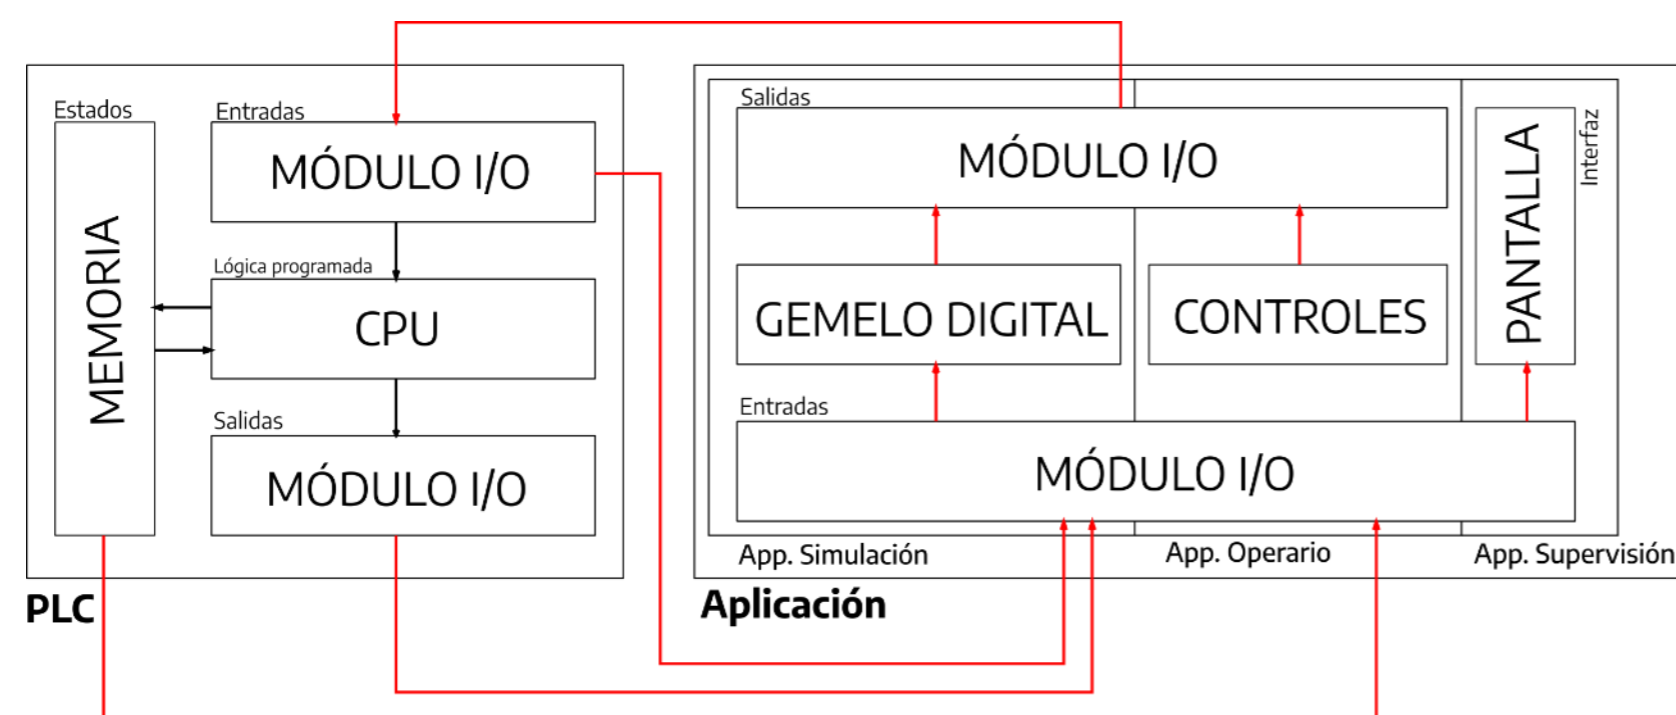 Estados
MEMORIA
Entradas
MÓDULO I/O
Lógica programada
CPU
Salidas
MÓDULO I/O
PLC
Salidas
MÓDULO I/O
GEMELO DIGITAL
CONTROLES
PANTALLA
Interfaz
Entradas
MÓDULO I/O
App. Simulación
App. Operario
App. Supervisión
Aplicación